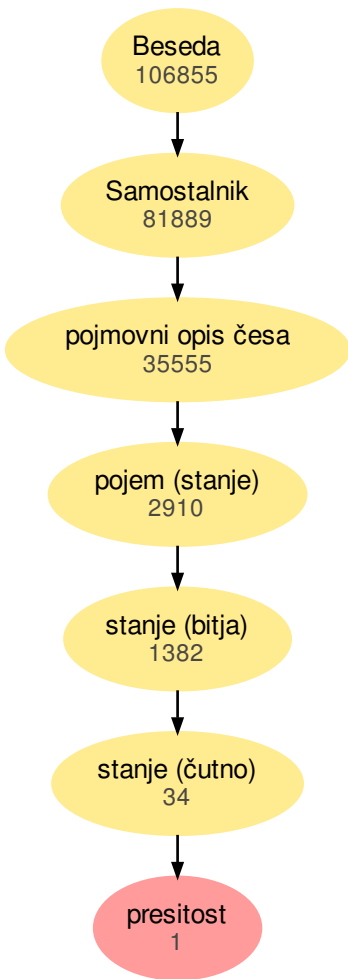 Beseda
106855
Samostalnik
81889
pojmovni opis česa
35555
pojem (stanje)
2910
stanje (bitja)
1382
stanje (čutno)
34
presitost
1